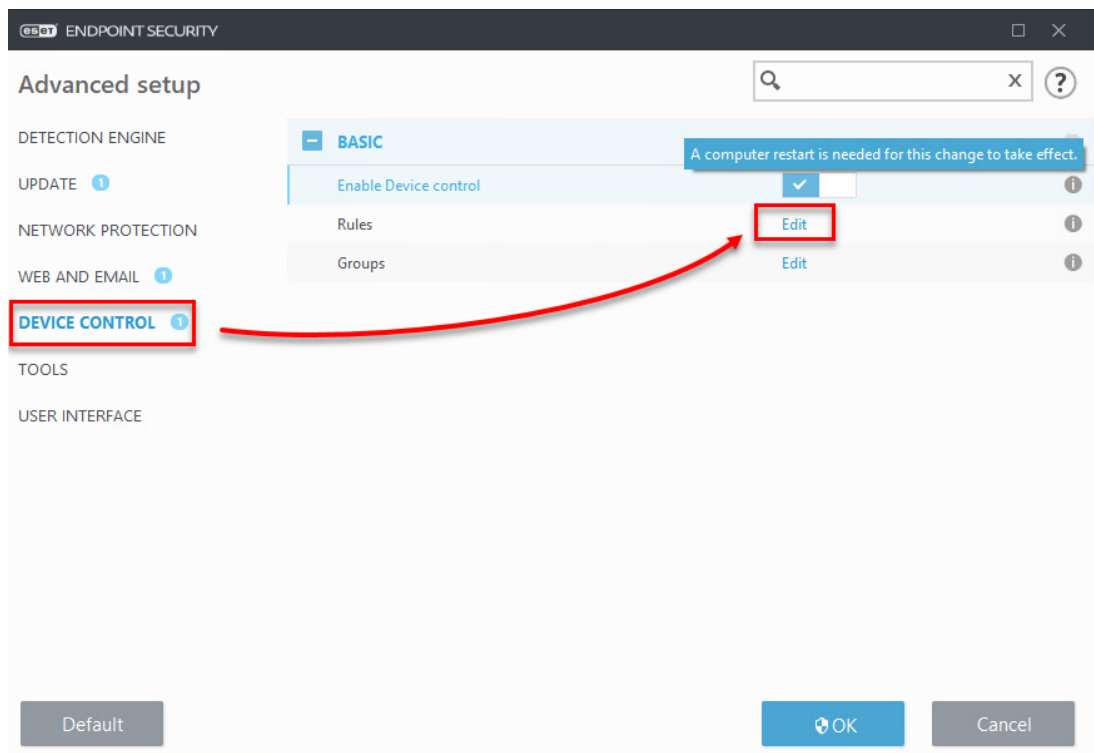 eset ENDPOINT SECURITY
Advanced setup
x
?
DETECTION ENGINE
BASIC
A computer restart is needed for this change to take effect.
UPDATE 1
Enable Device control
i
NETWORK PROTECTION
Rules
Edit
i
WEB AND EMAIL 1
Groups
Edit
i
DEVICE CONTROL 1
TOOLS
USER INTERFACE
Default
OK
Cancel